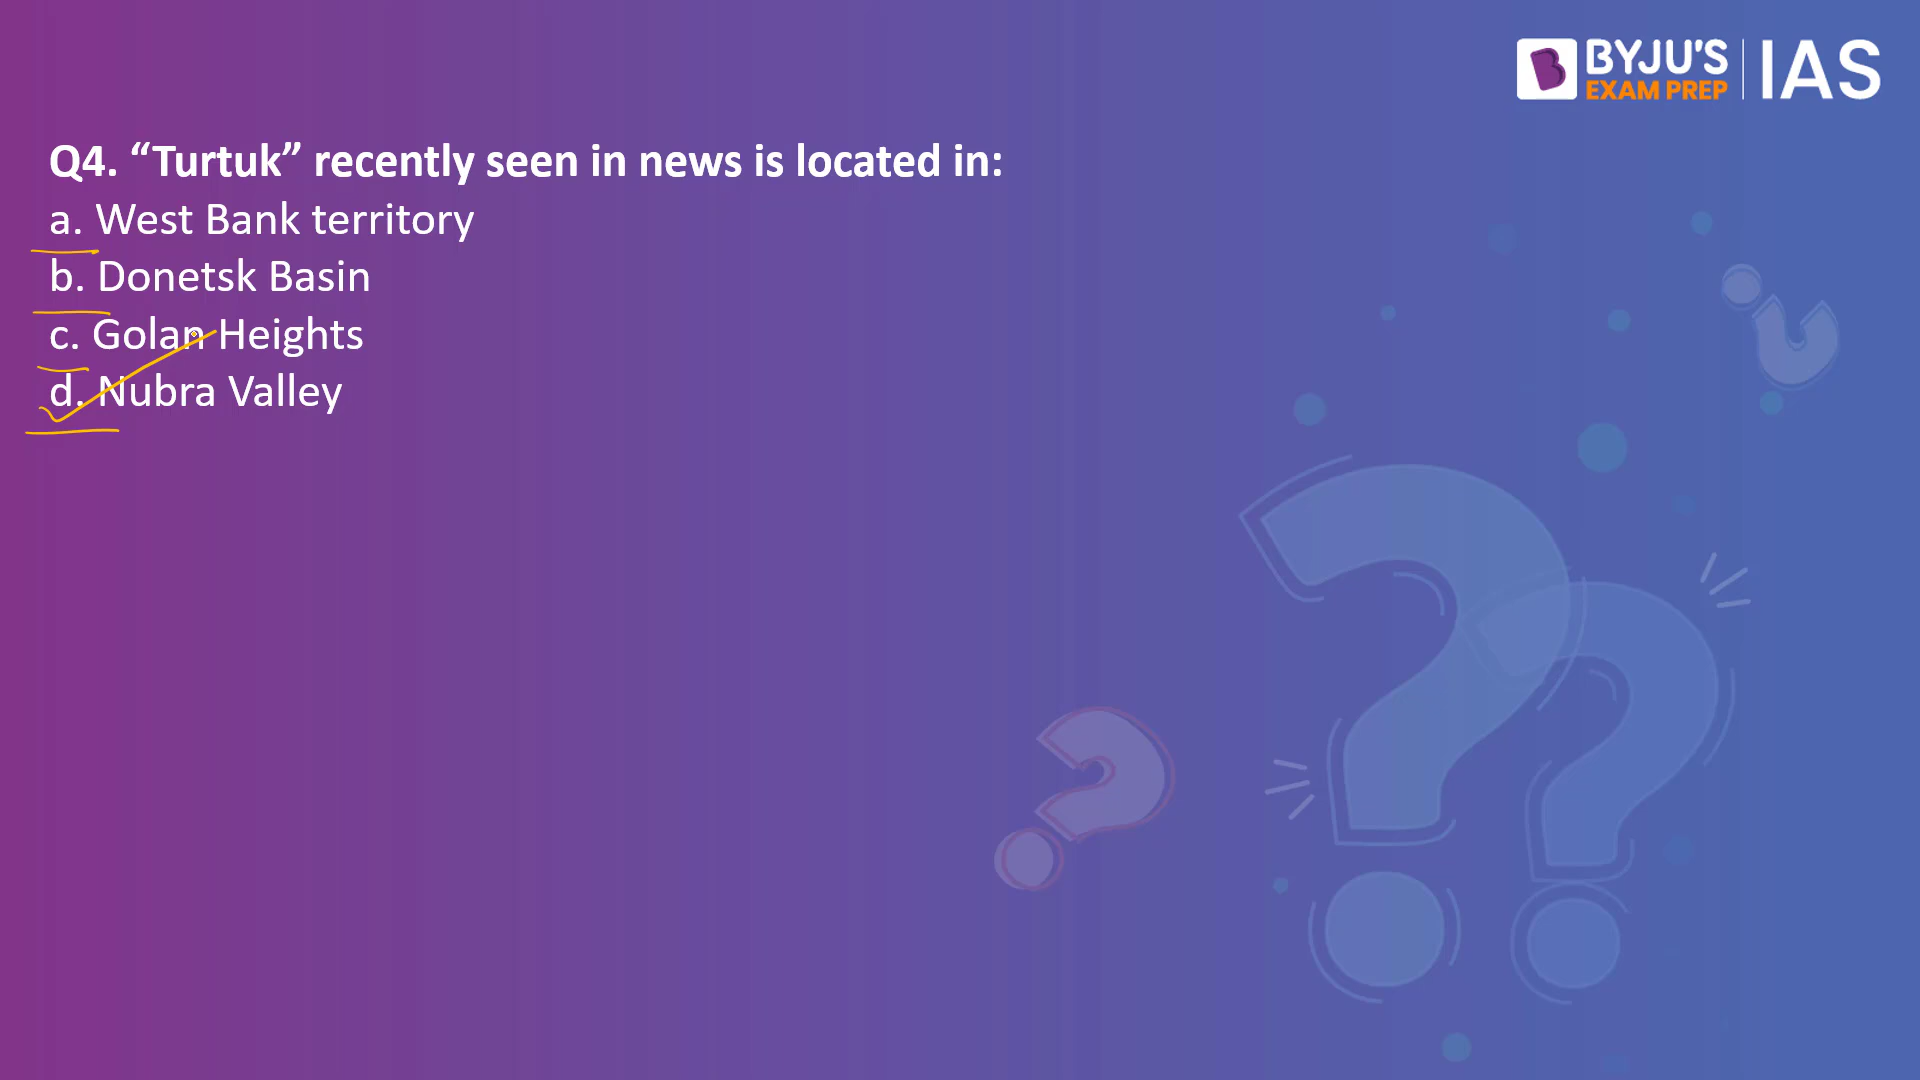 BYJU'S
EXAM PREP
IAS
Q4. “Turtuk” recently seen in news is located in:
a. West Bank territory
b. Donetsk Basin
c. Golan Heights
d. Nubra Valley